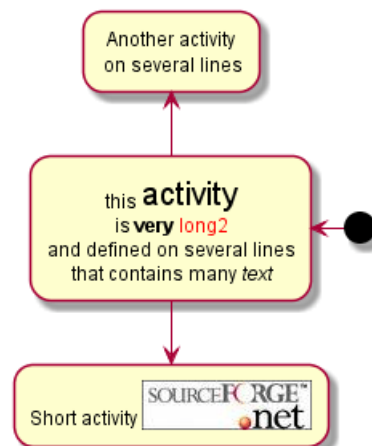 Another activity
on several lines
this activity
is very long2
and defined on several lines
that contains many text
Short activity SOURCEFORGE™
.net